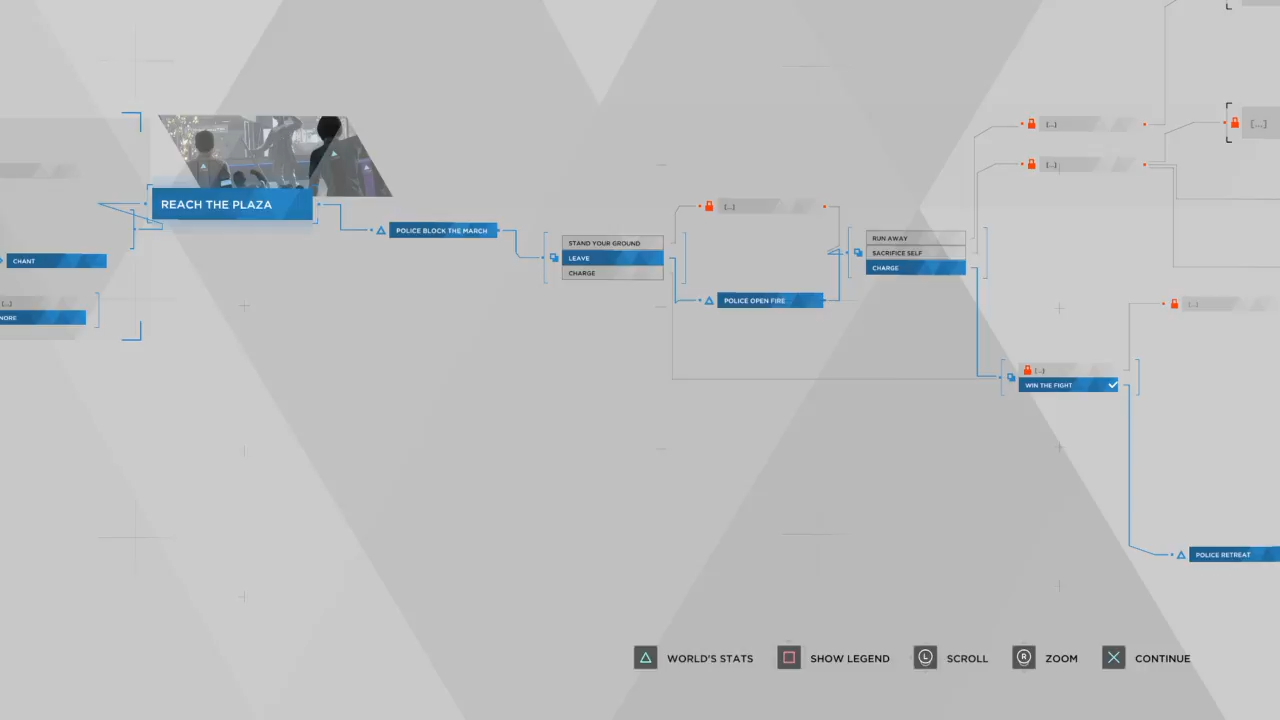 [...]
[...]
[...]
REACH THE PLAZA
[...]
POLICE BLOCK THE MARCH
STAND YOUR GROUND
LEAVE
CHARGE
RUN AWAY
SACRIFICE SELF
CHARGE
CHANT
POLICE OPEN FIRE
[...]
NORE
[...]
[...]
WIN THE FIGHT
POLICE RETREAT
WORLD'S STATS
SHOW LEGEND
L
SCROLL
R
ZOOM
CONTINUE